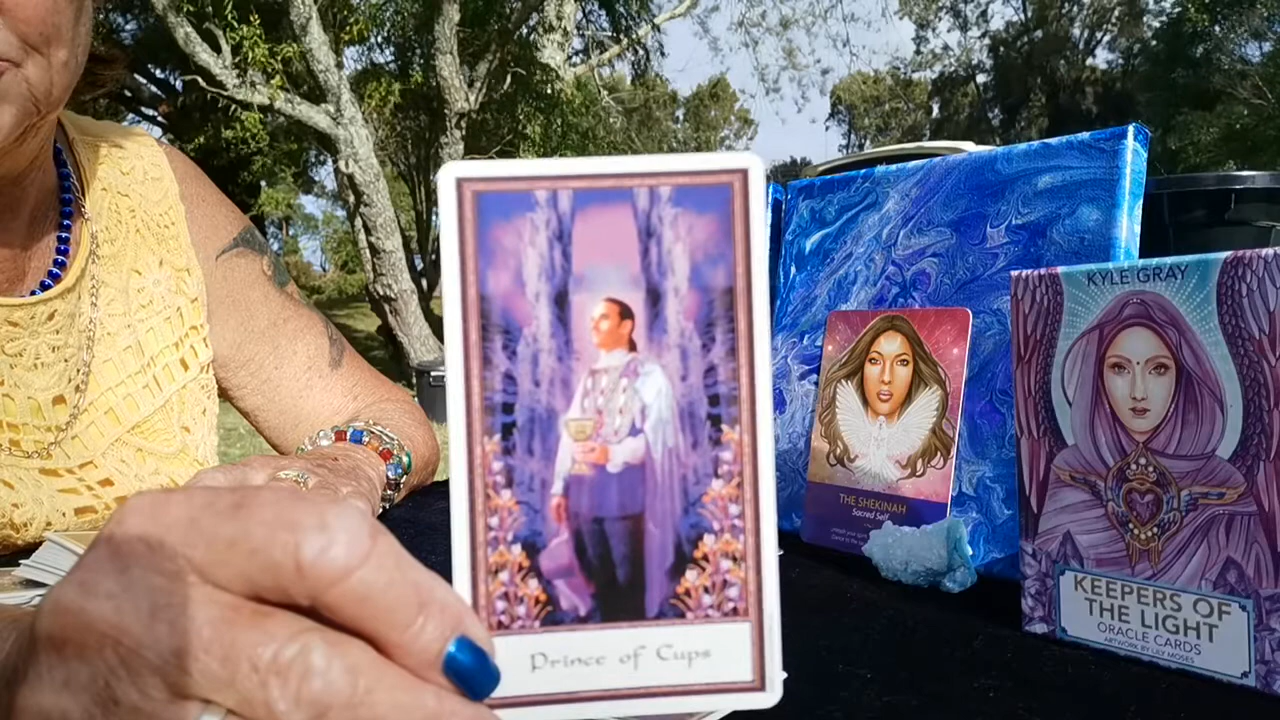 Prince of Cups
THE SHEKINAH
Sacred Self
KYLE GRAY
KEEPERS OF
THE LIGHT
ORACLE CARDS
ARTWORK BY LILY MOSES